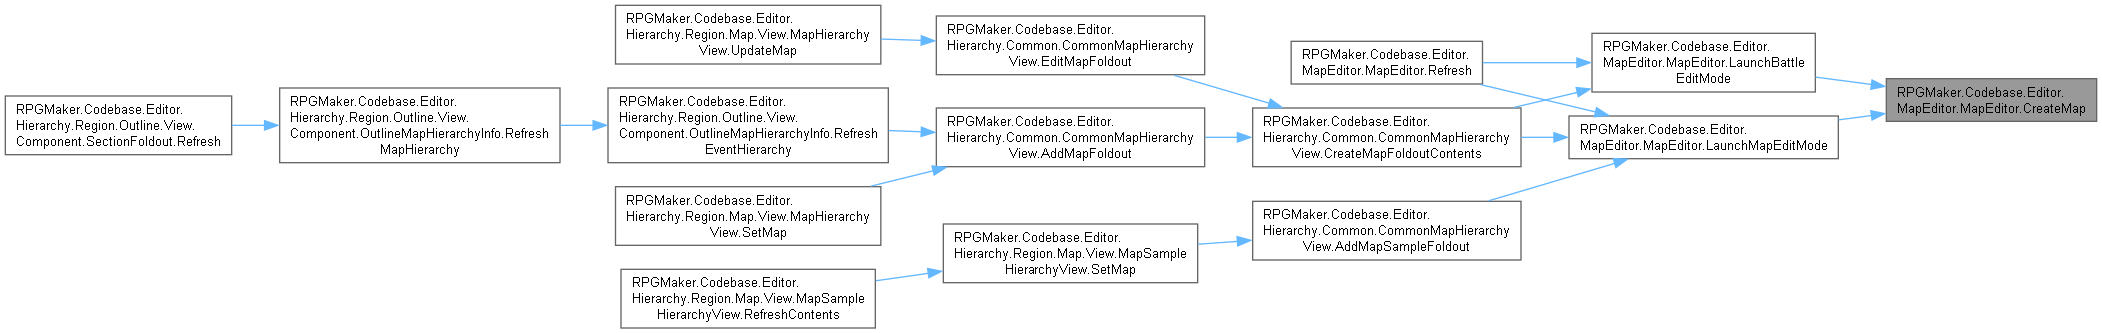 RPGMaker.Codebase.Editor.
Hierarchy.Region.Outline.View.
Component.SectionFoldout.Refresh
RPGMaker.Codebase.Editor.
Hierarchy.Region.Outline.View.
Component.OutlineMapHierarchyInfo.Refresh
MapHierarchy
RPGMaker.Codebase.Editor.
Hierarchy.Region.Map.View.MapHierarchy
View.UpdateMap
RPGMaker.Codebase.Editor.
Hierarchy.Region.Outline.View.
Component.OutlineMapHierarchyInfo.Refresh
EventHierarchy
RPGMaker.Codebase.Editor.
Hierarchy.Region.Map.View.MapHierarchy
View.SetMap
RPGMaker.Codebase.Editor.
Hierarchy.Region.Map.View.MapSample
HierarchyView.RefreshContents
RPGMaker.Codebase.Editor.
Hierarchy.Common.CommonMapHierarchy
View.EditMapFoldout
RPGMaker.Codebase.Editor.
Hierarchy.Common.CommonMapHierarchy
View.AddMapFoldout
RPGMaker.Codebase.Editor.
Hierarchy.Region.Map.View.MapSample
HierarchyView.SetMap
RPGMaker.Codebase.Editor.
MapEditor.MapEditor.Refresh
RPGMaker.Codebase.Editor.
Hierarchy.Common.CommonMapHierarchy
View.CreateMapFoldoutContents
RPGMaker.Codebase.Editor.
Hierarchy.Common.CommonMapHierarchy
View.AddMapSampleFoldout
RPGMaker.Codebase.Editor.
MapEditor.MapEditor.LaunchBattle
EditMode
RPGMaker.Codebase.Editor.
MapEditor.MapEditor.LaunchMapEditMode
RPGMaker.Codebase.Editor.
MapEditor.MapEditor.CreateMap